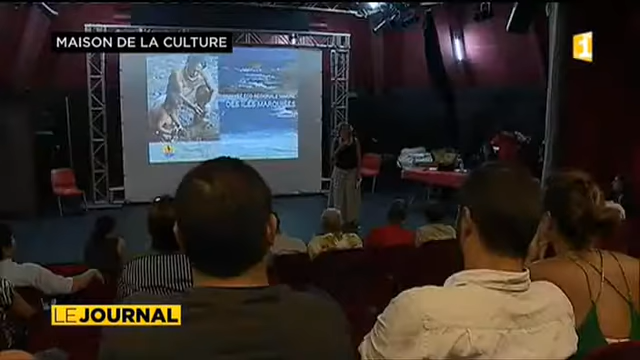 MAISON DE LA CULTURE
1
DES ÎLES MARQUISES
LE JOURNAL